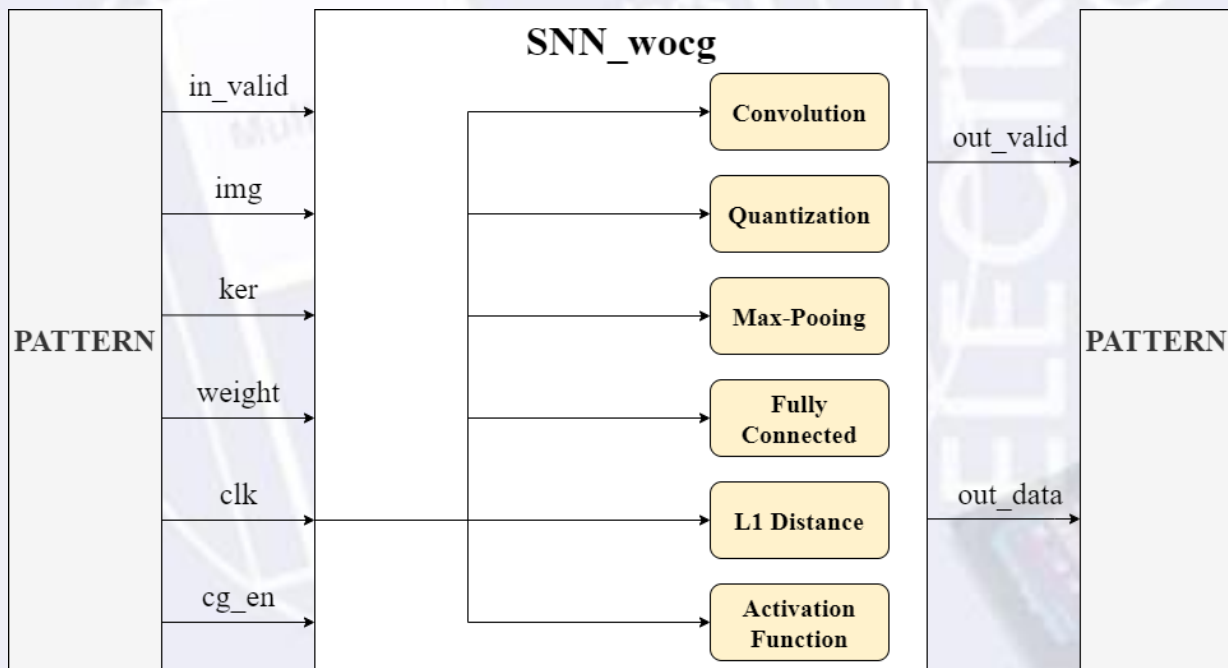 SNN_wocg
in_valid
img
ker
weight
clk
cg_en
PATTERN
Convolution
Quantization
Max-Pooing
Fully
Connected
L1 Distance
Activation
Function
out_valid
out_data
PATTERN